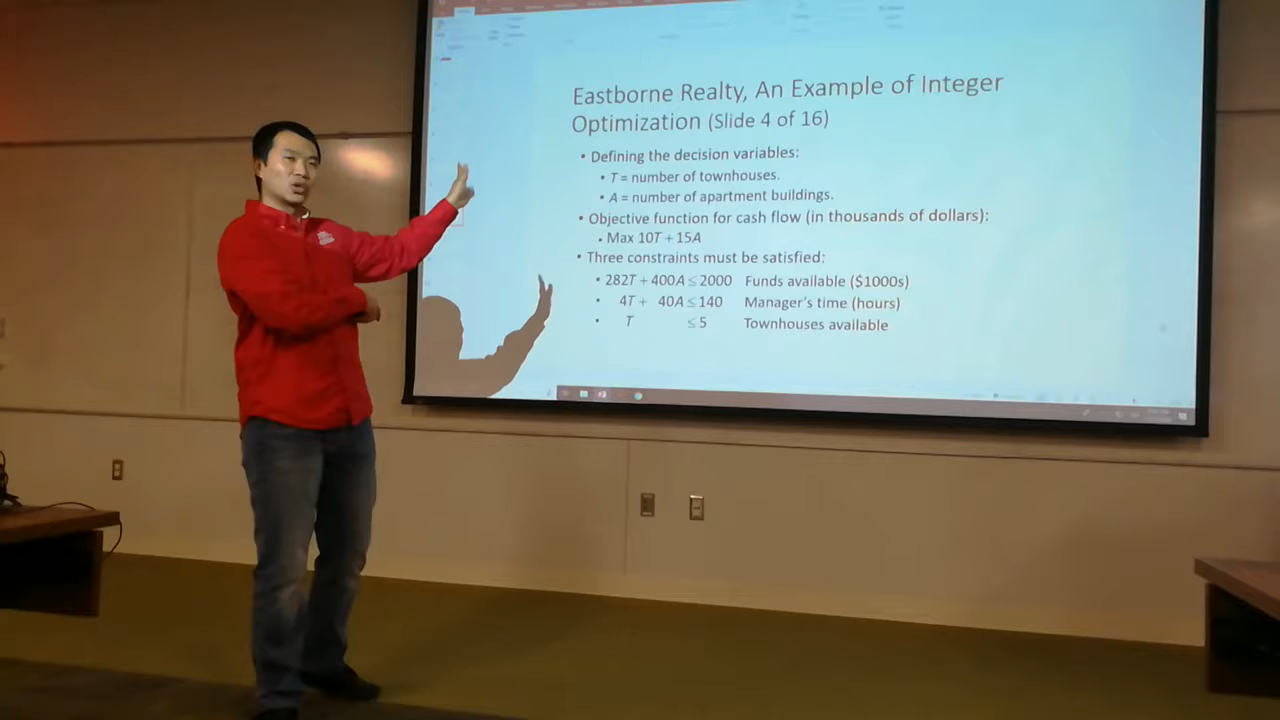 Eastborne Realty, An Example of Integer
Optimization (Slide 4 of 16)
• Defining the decision variables:
• T = number of townhouses.
• A = number of apartment buildings.
• Objective function for cash flow (in thousands of dollars):
• Max 10T + 15A
• Three constraints must be satisfied:
• 282T + 400A ≤ 2000 Funds available ($1000s)
• 4T + 40A ≤ 140 Manager's time (hours)
• T ≤ 5 Townhouses available